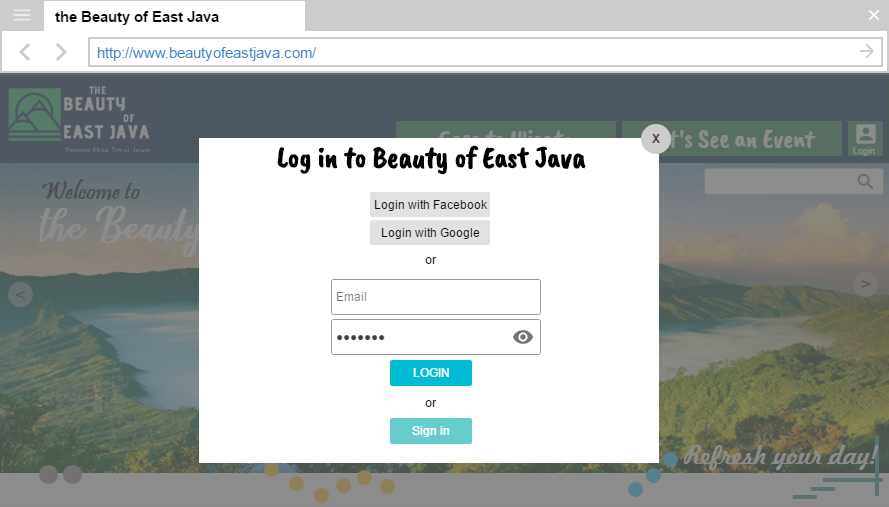 the Beauty of East Java
http://www.beautyofeastjava.com/
THE
BEAUTY
OF
EAST JAVA
Pesona Khas Timur Jawa
's See an Event
Login
x
Log in to Beauty of East Java
Welcome to
the Beauty
Login with Facebook
Login with Google
or
Email
<
>
LOGIN
or
Sign in
Refresh your day!